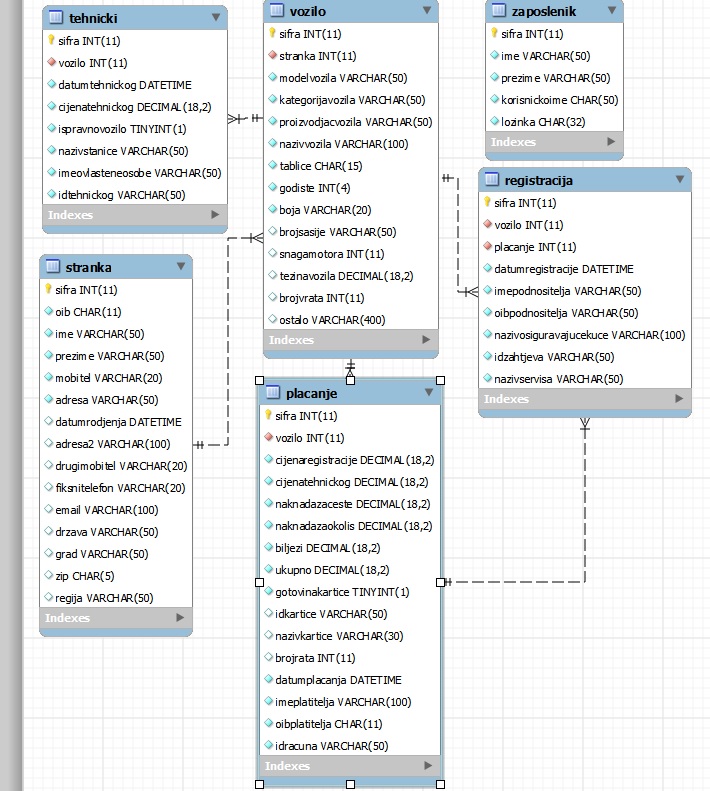 tehnicki
sifra INT(11)
vozilo INT(11)
datumtehnickog DATETIME
cijenatehnickog DECIMAL(18,2)
ispravnovozilo TINYINT(1)
nazivstanice VARCHAR(50)
imeovlasteneosobe VARCHAR(50)
idtehnickog VARCHAR(50)
Indexes
vozilo
sifra INT(11)
stranka INT(11)
modelvozila VARCHAR(50)
kategorijavozila VARCHAR(50)
proizvodjacvozila VARCHAR(50)
nazivvozila VARCHAR(100)
tablice CHAR(15)
godiste INT(4)
boja VARCHAR(20)
brojsasije VARCHAR(50)
snagamotora INT(11)
tezinavozila DECIMAL(18,2)
brojvrata INT(11)
ostalo VARCHAR(400)
Indexes
zaposlenik
sifra INT(11)
ime VARCHAR(50)
prezime VARCHAR(50)
korisnickoime CHAR(50)
lozinka CHAR(32)
Indexes
registracija
sifra INT(11)
vozilo INT(11)
placanje INT(11)
datumregistracije DATETIME
imepodnositelja VARCHAR(50)
oibpodnositelja VARCHAR(50)
nazivosiguravajucekuce VARCHAR(100)
idzahtjeva VARCHAR(50)
nazivservisa VARCHAR(50)
Indexes
stranka
sifra INT(11)
oib CHAR(11)
ime VARCHAR(50)
prezime VARCHAR(50)
mobitel VARCHAR(20)
adresa VARCHAR(50)
datumrodjenja DATETIME
adresa2 VARCHAR(100)
drugimobitel VARCHAR(20)
fiksnitelefon VARCHAR(20)
email VARCHAR(100)
drzava VARCHAR(50)
grad VARCHAR(50)
zip CHAR(5)
regija VARCHAR(50)
Indexes
placanje
sifra INT(11)
vozilo INT(11)
cijenaregistracije DECIMAL(18,2)
cijenatehnickog DECIMAL(18,2)
naknadazaceste DECIMAL(18,2)
naknadazaokolis DECIMAL(18,2)
biljezi DECIMAL(18,2)
ukupno DECIMAL(18,2)
gotovinakartice TINYINT(1)
idkartice VARCHAR(50)
nazivkartice VARCHAR(30)
brojrata INT(11)
datumplacanja DATETIME
imeplatitelja VARCHAR(100)
oibplatitelja CHAR(11)
idracuna VARCHAR(50)
Indexes